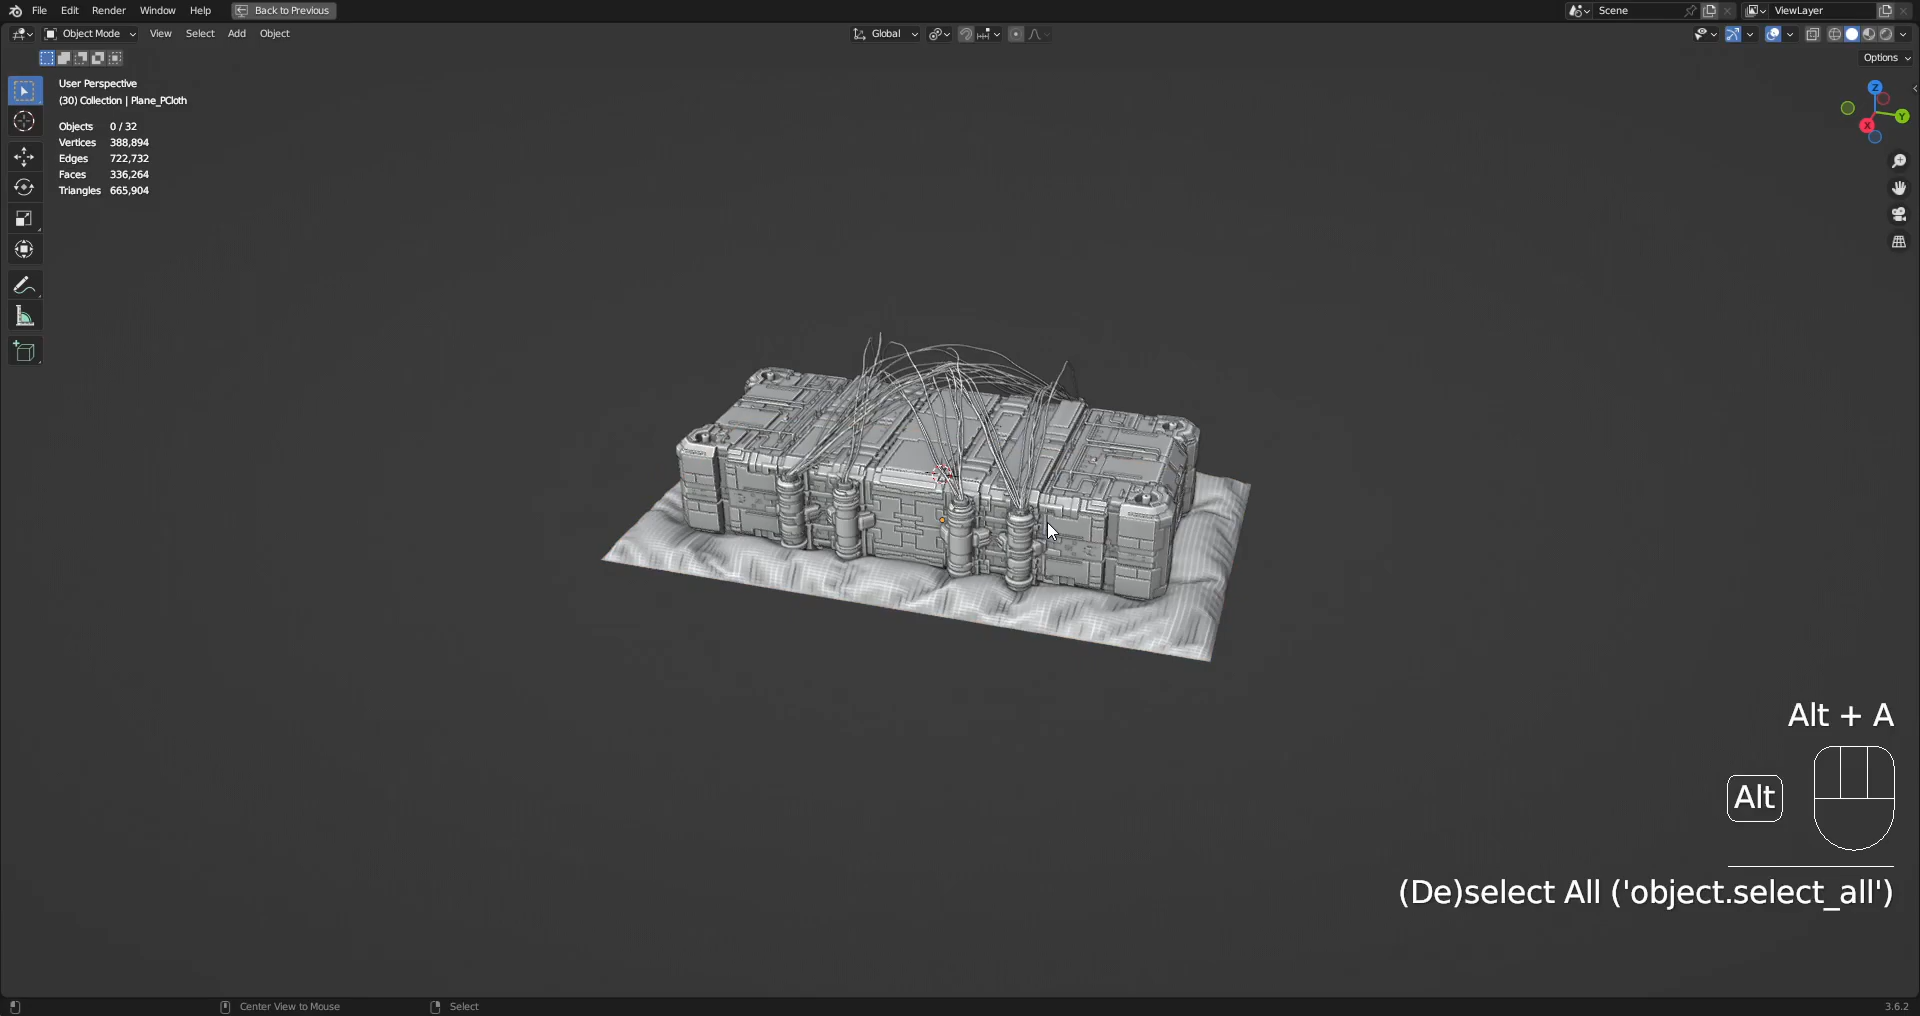 File Edit Render Window Help Back to Previous Scene ViewLayer
Object Mode View Select Add Object Global
Options
User Perspective
(30) Collection | Plane_PCloth
Objects 0 / 32
Vertices 388,894
Edges 722,732
Faces 336,264
Triangles 665,904
Z
Y
X
Alt + A
Alt
(De)select All ('object.select_all')
Center View to Mouse Select 3.6.2